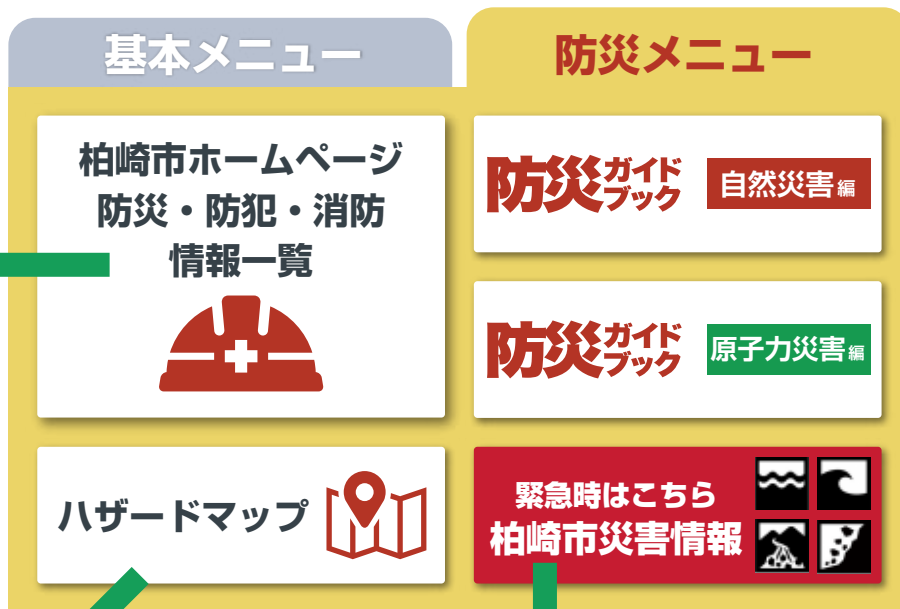 基本メニュー
防災メニュー
柏崎市ホームページ
防災・防犯・消防
情報一覧
防災ガイドブック 自然災害編
防災ガイドブック 原子力災害編
ハザードマップ
緊急時はこちら
柏崎市災害情報